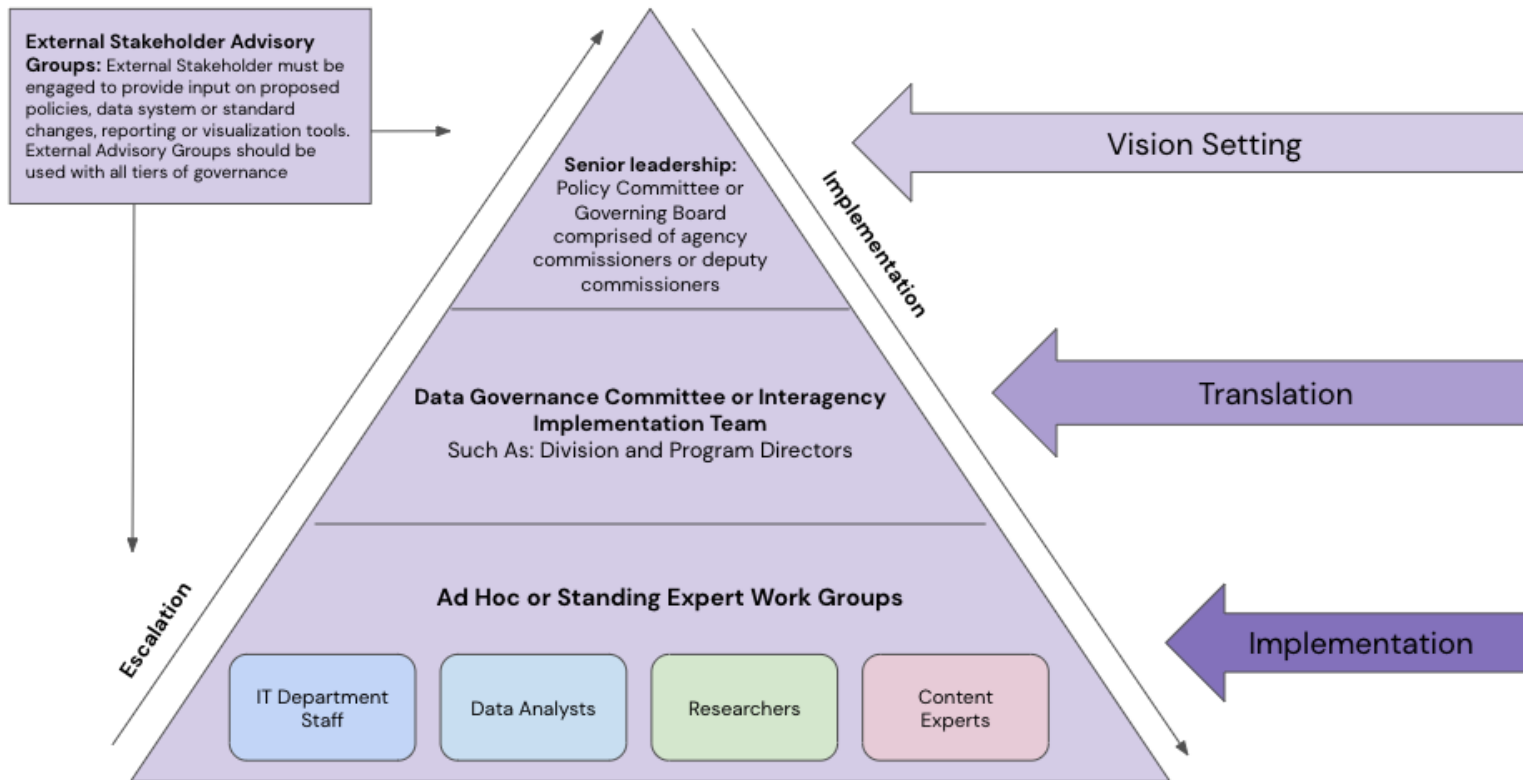 External Stakeholder Advisory
Groups: External Stakeholder must be
engaged to provide input on proposed
policies, data system or standard
changes, reporting or visualization tools.
External Advisory Groups should be
used with all tiers of governance
Senior leadership:
Policy Committee or
Governing Board
comprised of agency
commissioners or deputy
commissioners
Implementation
Vision Setting
Data Governance Committee or Interagency
Implementation Team
Such As: Division and Program Directors
Translation
Escalation
Ad Hoc or Standing Expert Work Groups
IT Department
Staff
Data Analysts
Researchers
Content
Experts
Implementation